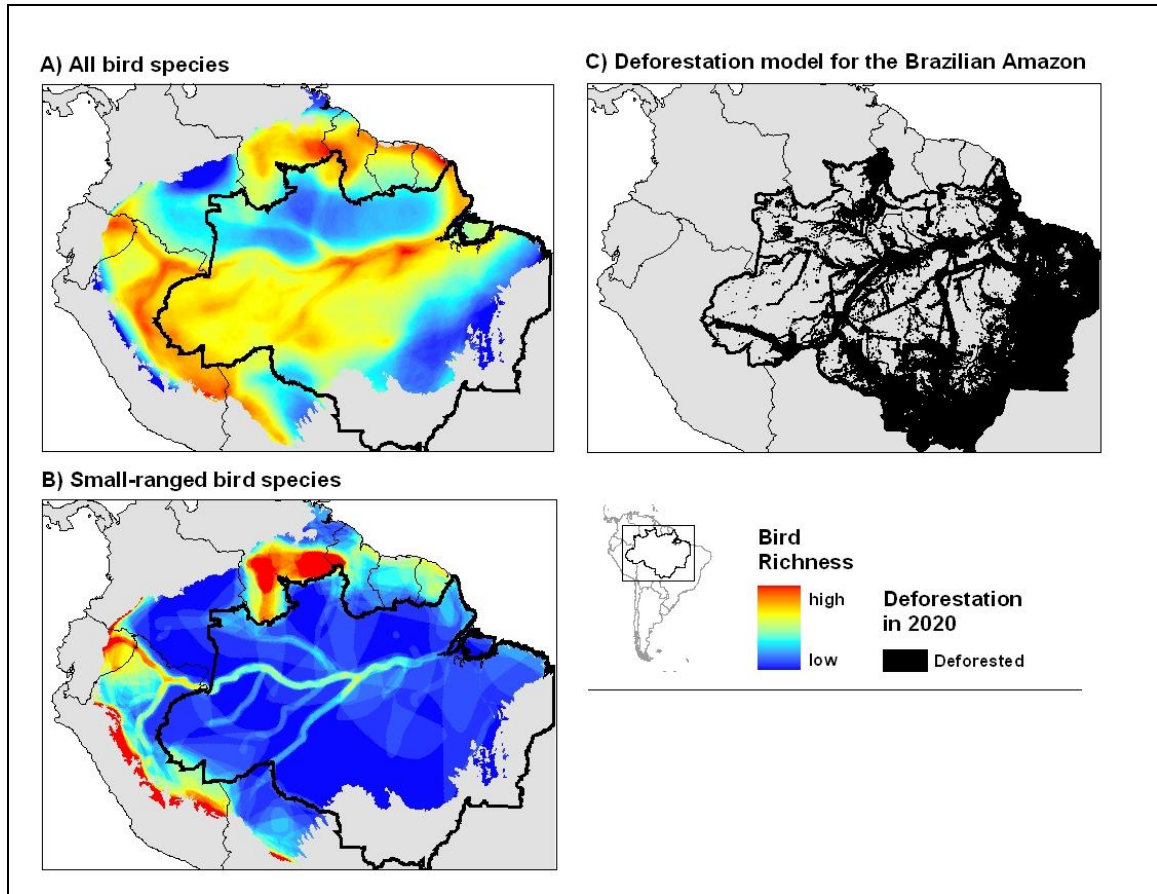 A) All bird species
C) Deforestation model for the Brazilian Amazon
B) Small-ranged bird species
Bird
Richness
high
low
Deforestation
in 2020
Deforested